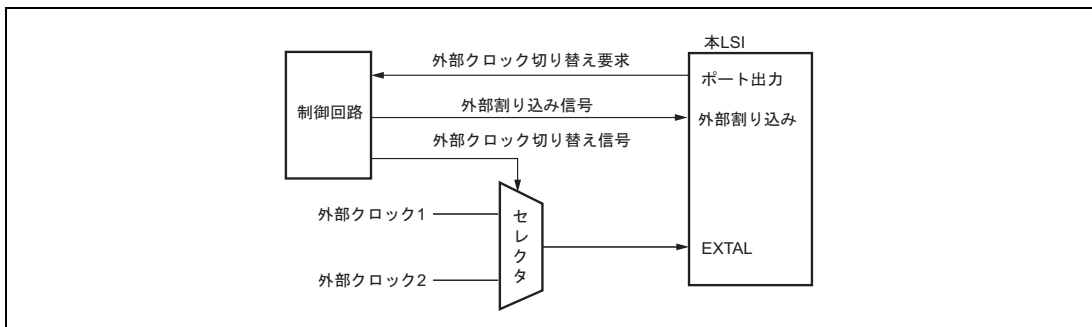 本LSI
外部クロック切り替え要求
ポート出力
制御回路
外部割り込み信号
外部割り込み
外部クロック切り替え信号
外部クロック1
セレクタ
EXTAL
外部クロック2